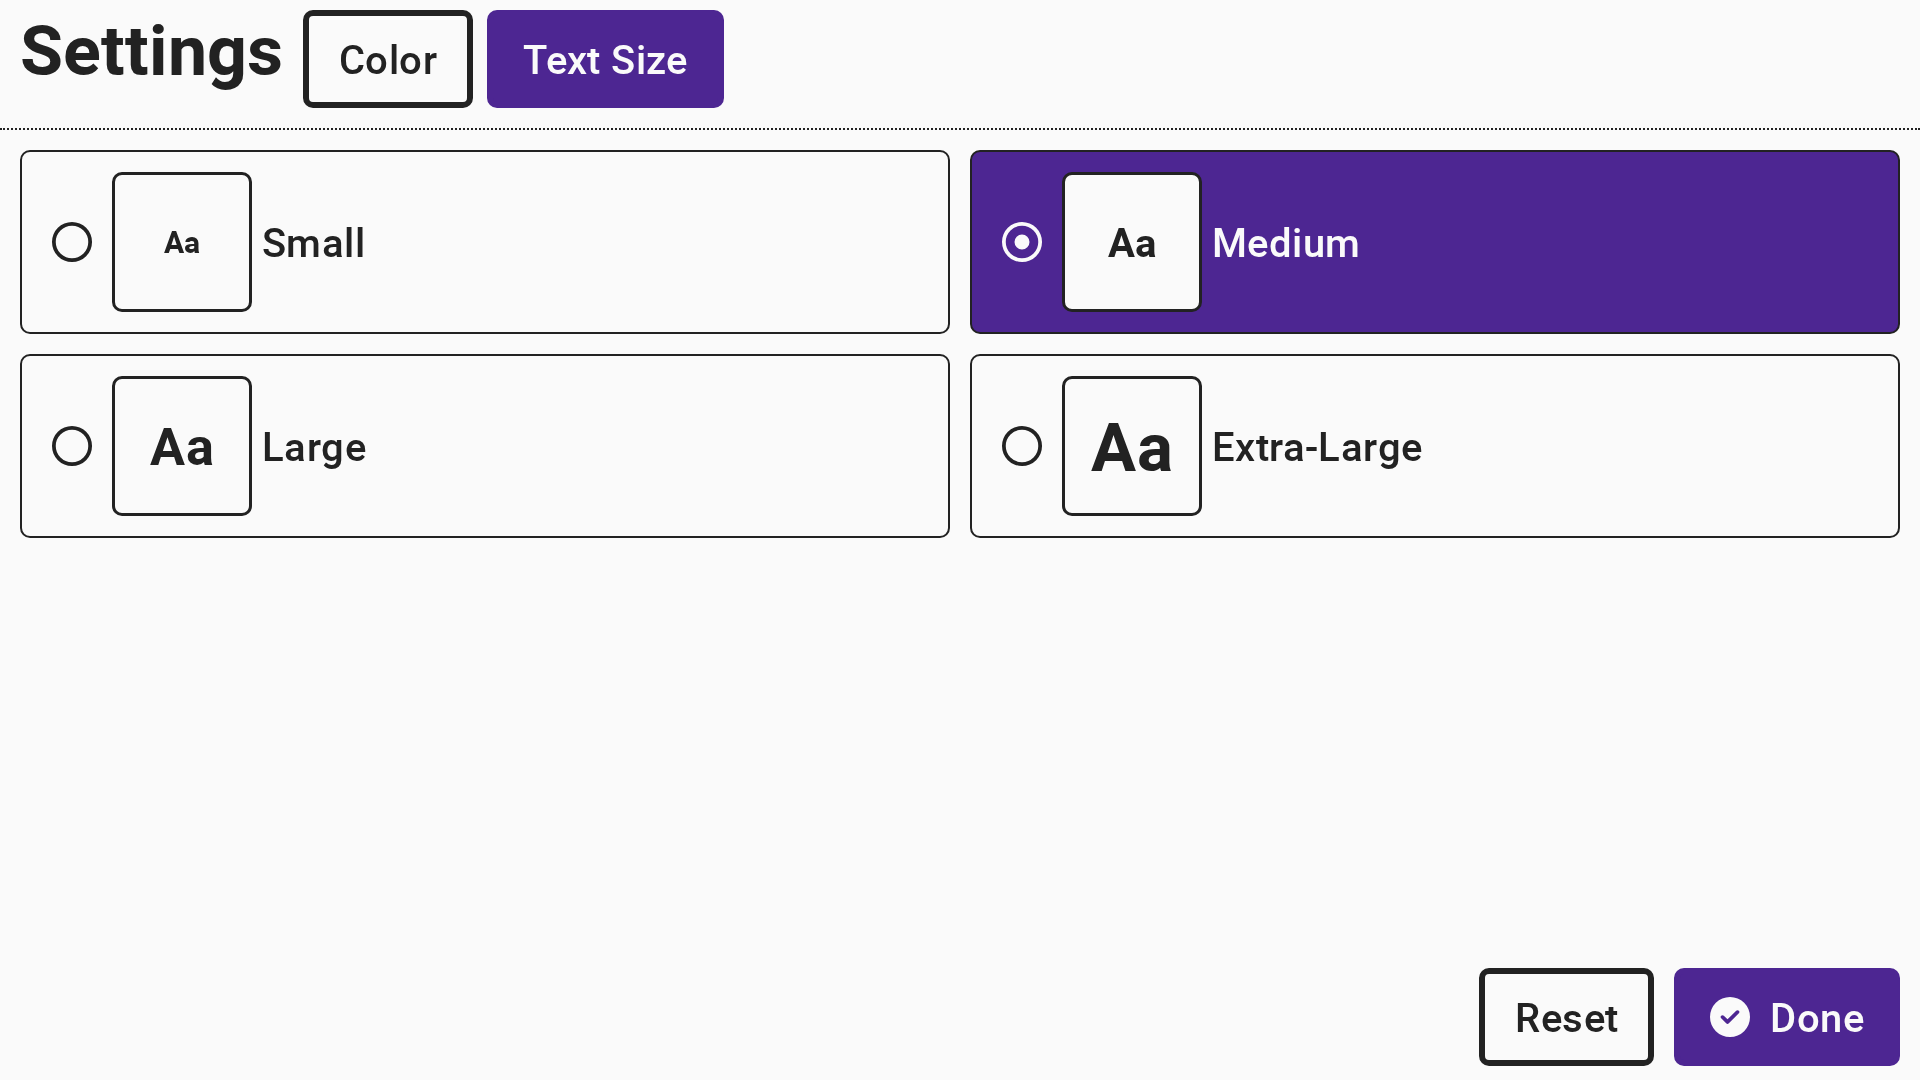 Settings
Color
Text Size
Aa Small
Aa Medium
Aa Large
Aa Extra-Large
Reset
Done